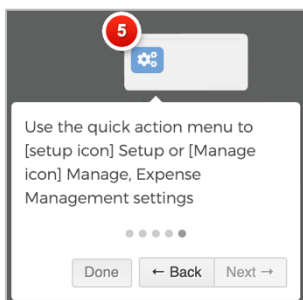 5
Use the quick action menu to
[setup icon] Setup or [Manage
icon] Manage, Expense
Management settings
Done ← Back Next →